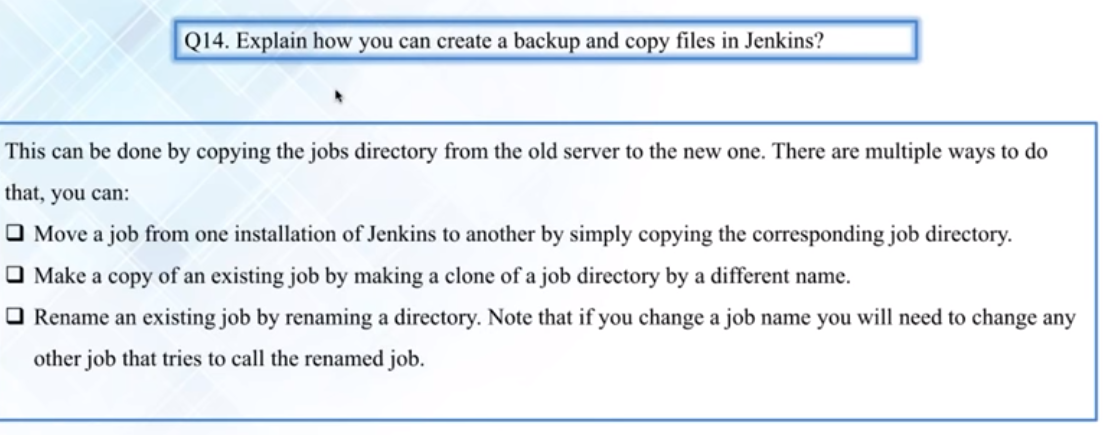 Q14. Explain how you can create a backup and copy files in Jenkins?
This can be done by copying the jobs directory from the old server to the new one. There are multiple ways to do
that, you can:
❑ Move a job from one installation of Jenkins to another by simply copying the corresponding job directory.
❑ Make a copy of an existing job by making a clone of a job directory by a different name.
❑ Rename an existing job by renaming a directory. Note that if you change a job name you will need to change any
other job that tries to call the renamed job.